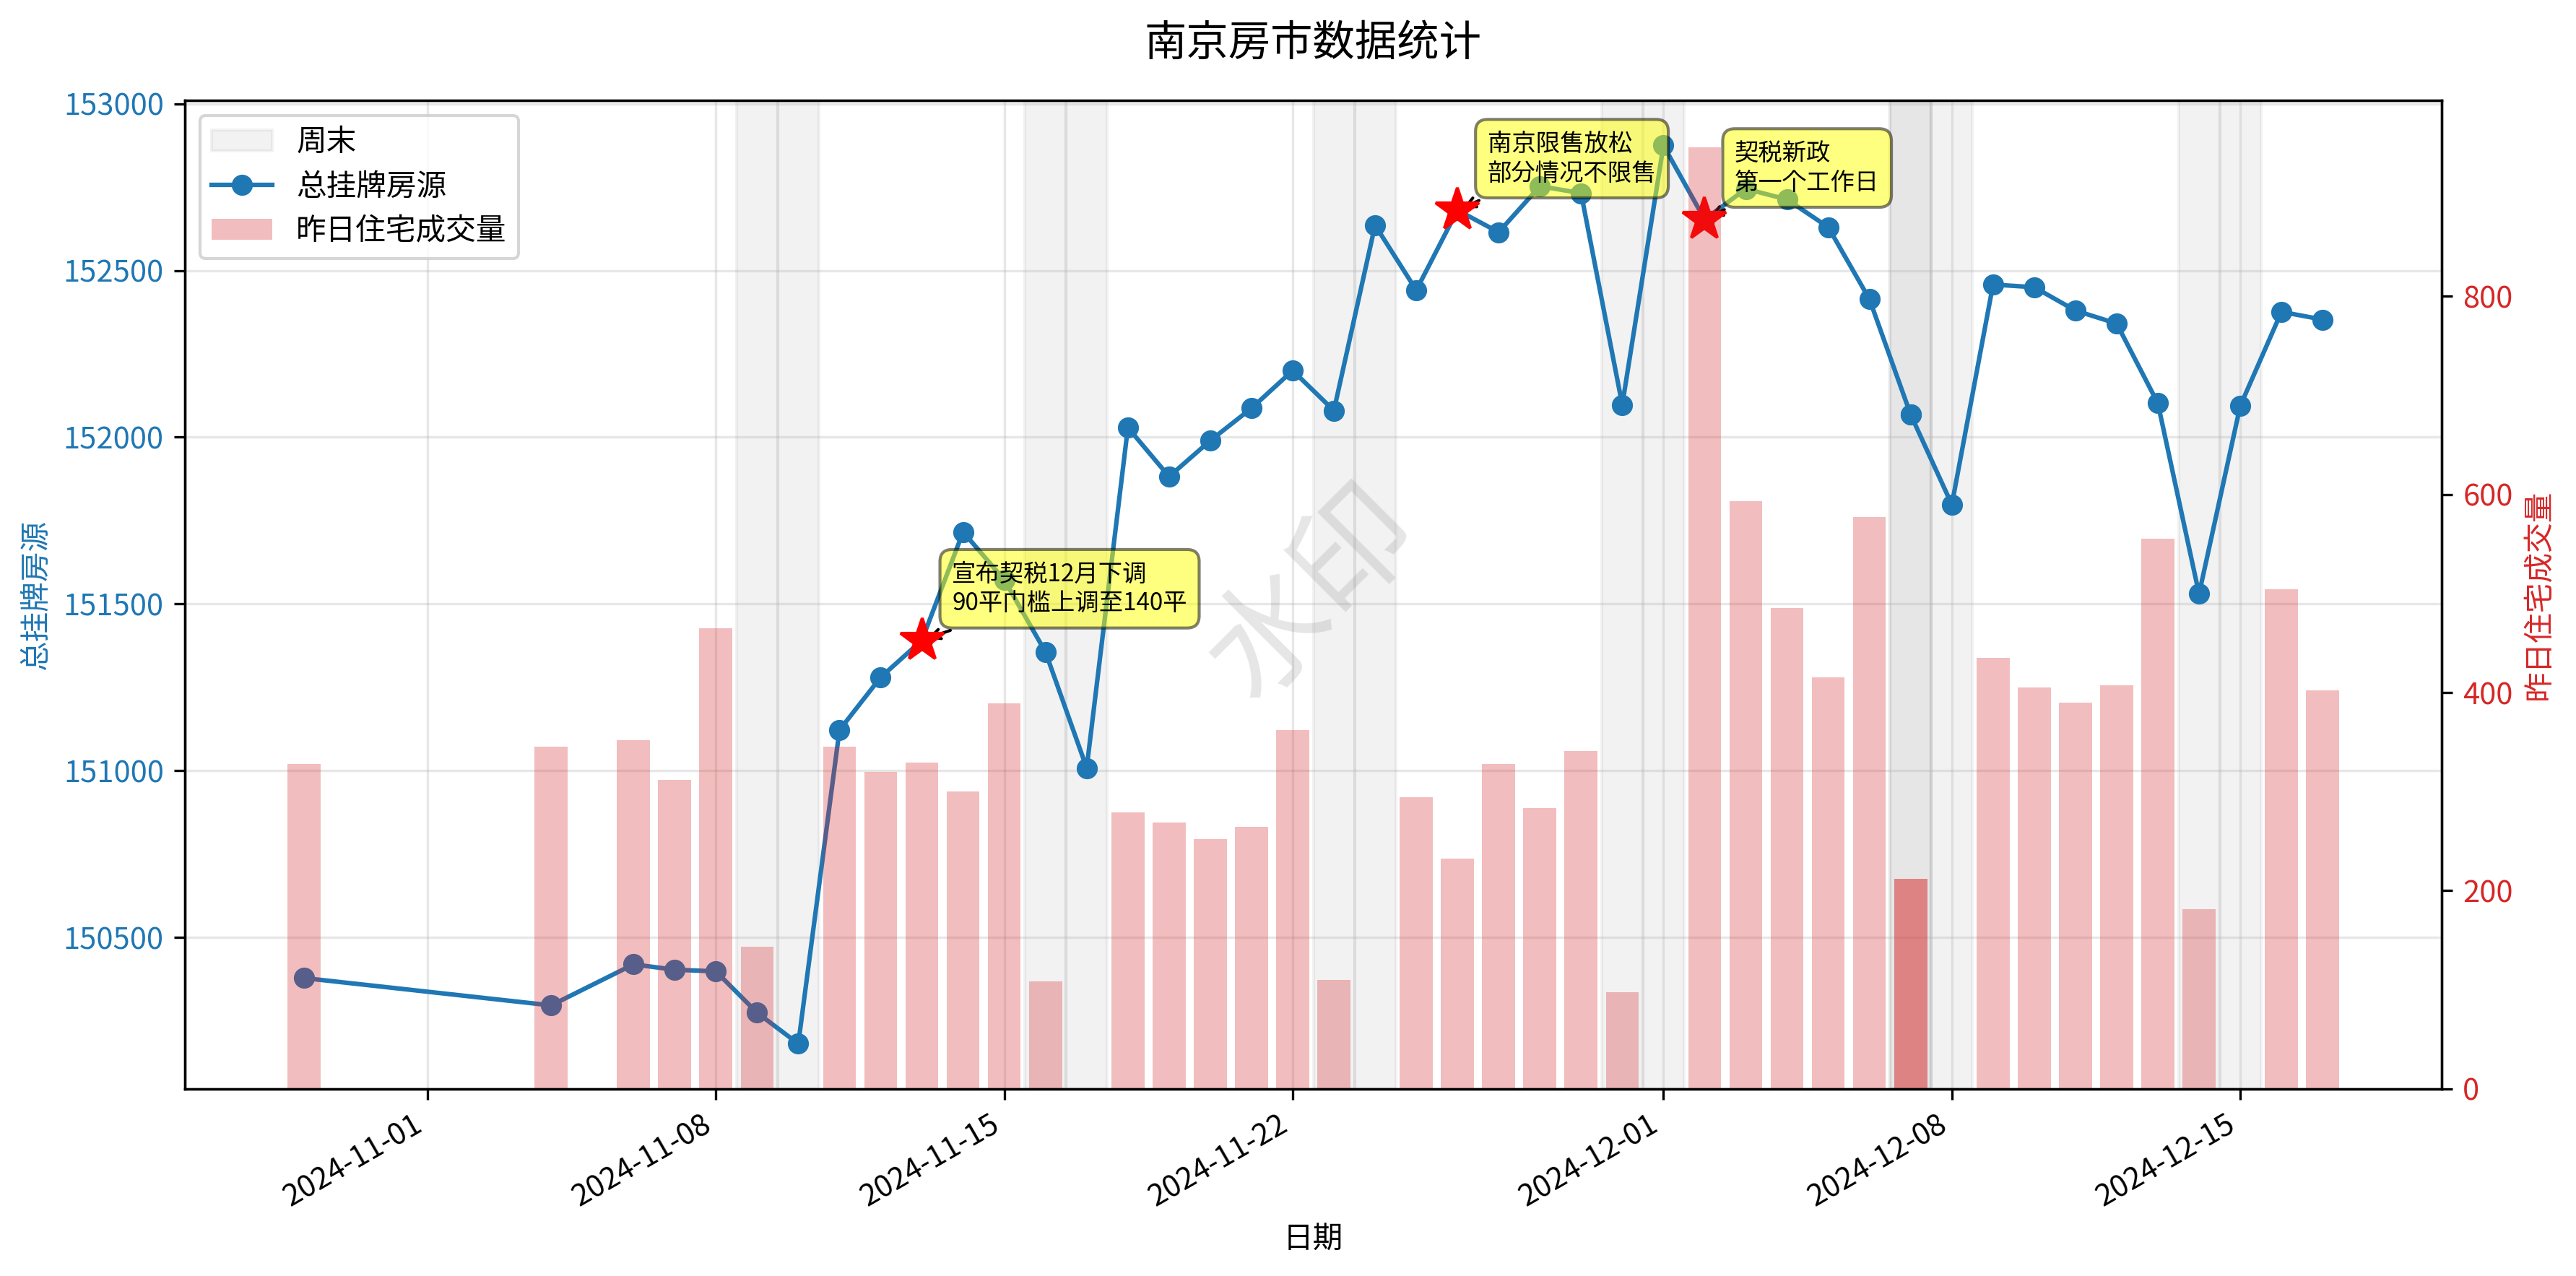 南京房市数据统计
153000
152500
152000
151500
151000
150500
总挂牌房源
周末
总挂牌房源
昨日住宅成交量
宣布契税12月下调
90平门槛上调至140平
南京限售放松
部分情况不限售
契税新政
第一个工作日
水印
800
600
400
200
0
昨日住宅成交量
2024-11-01
2024-11-08
2024-11-15
2024-11-22
2024-12-01
2024-12-08
2024-12-15
日期